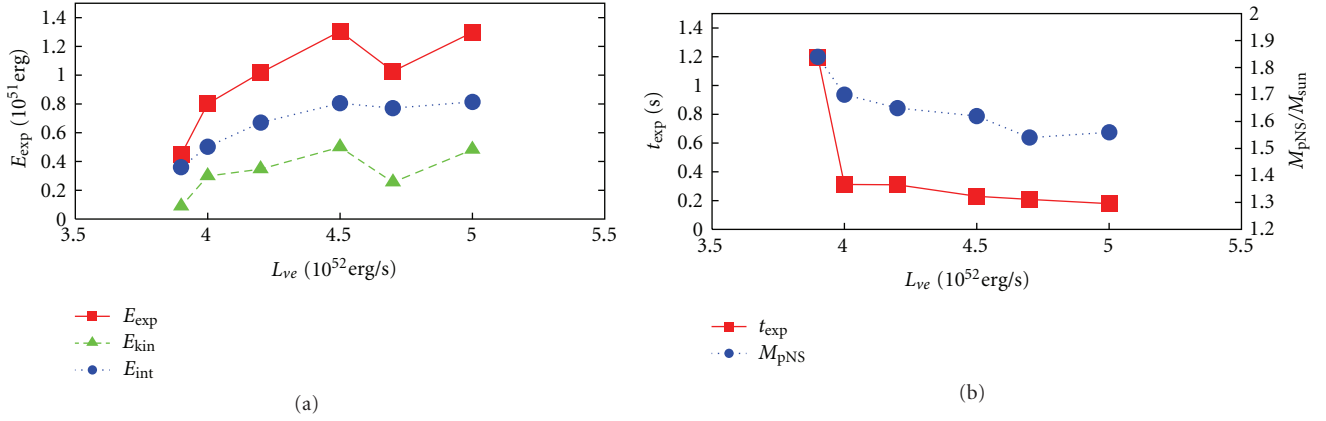 1.4
1.2
1
0.8
0.6
0.4
0.2
0
E_exp (10^51 erg)
3.5 4 4.5 5 5.5
L_νe (10^52 erg/s)
E_exp
E_kin
E_int
(a)
1.4
1.2
1
0.8
0.6
0.4
0.2
0
t_exp (s)
2
1.9
1.8
1.7
1.6
1.5
1.4
1.3
1.2
M_pNS/M_sun
3.5 4 4.5 5 5.5
L_νe (10^52 erg/s)
t_exp
M_pNS
(b)